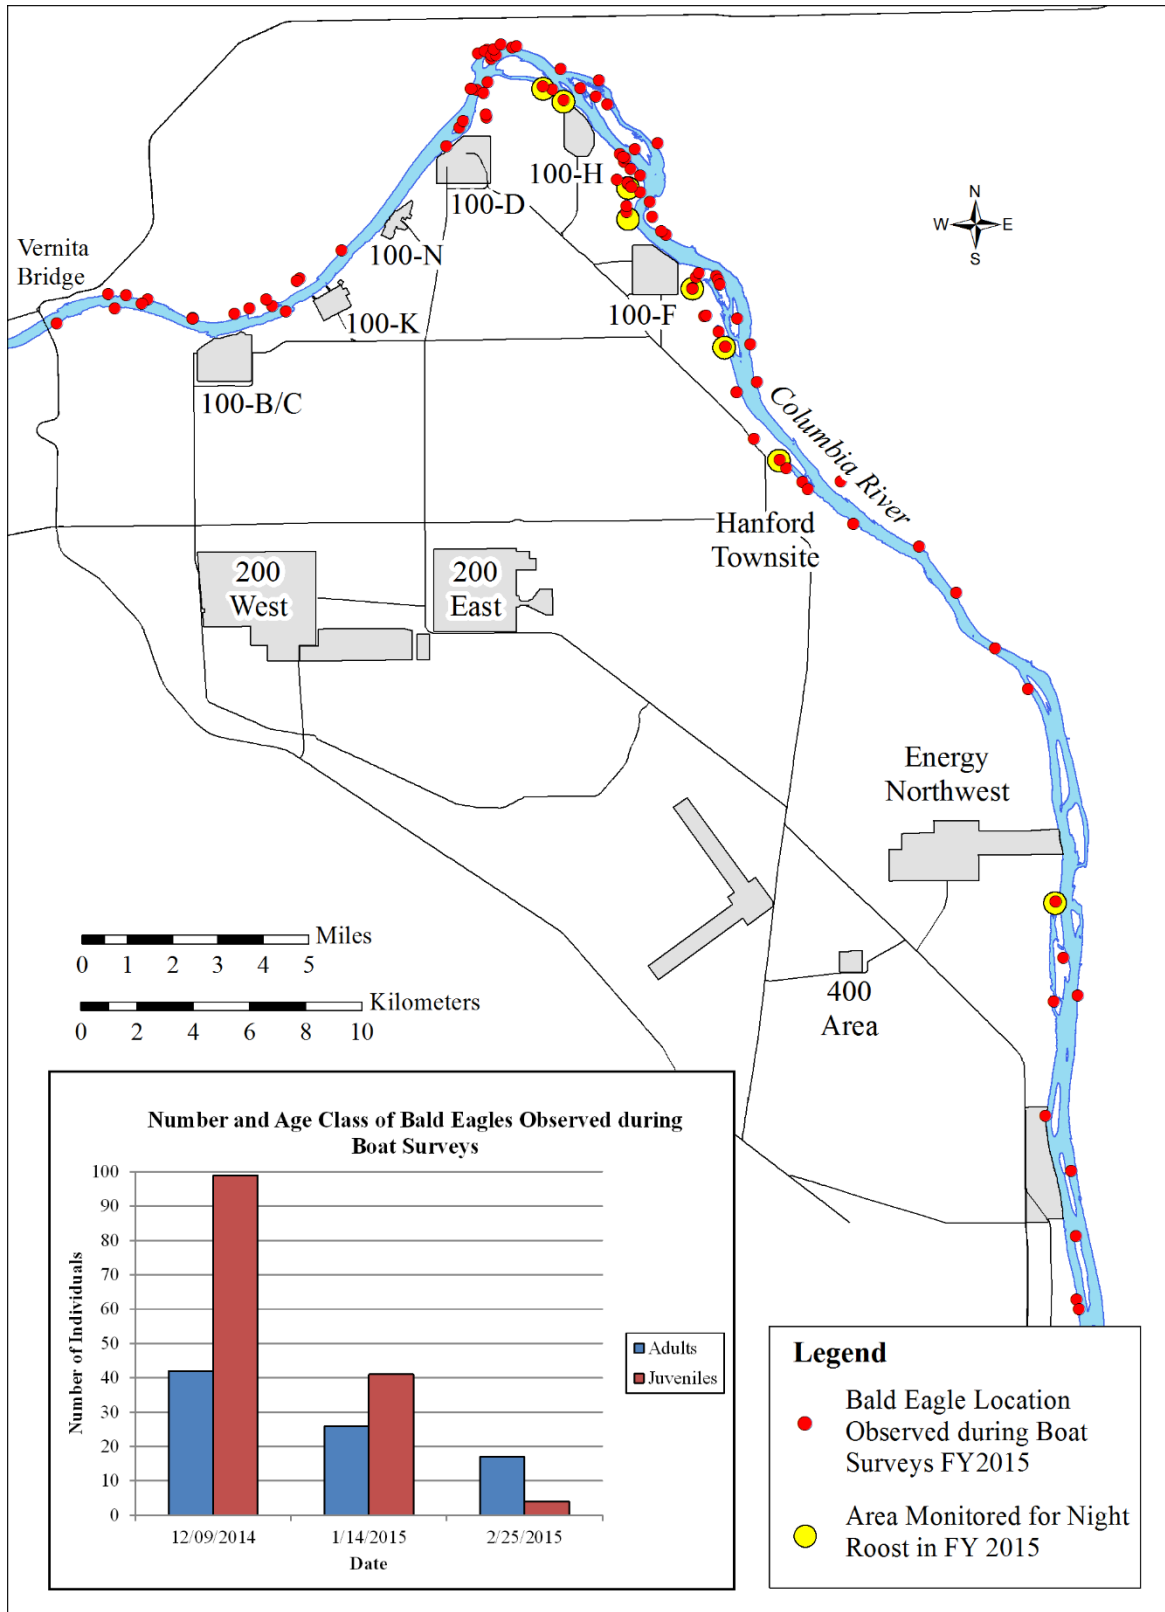 N
W E
S
Vernita
Bridge
100-H
100-D
100-N
100-K
100-F
100-B/C
Columbia River
Hanford
Townsite
200
West
200
East
Energy
Northwest
400
Area
Miles
0 1 2 3 4 5
Kilometers
0 2 4 6 8 10
Number and Age Class of Bald Eagles Observed during
Boat Surveys
Number of Individuals
100
90
80
70
60
50
40
30
20
10
0
12/09/2014 1/14/2015 2/25/2015
Date
Adults
Juveniles
Legend
Bald Eagle Location
Observed during Boat
Surveys FY2015
Area Monitored for Night
Roost in FY 2015